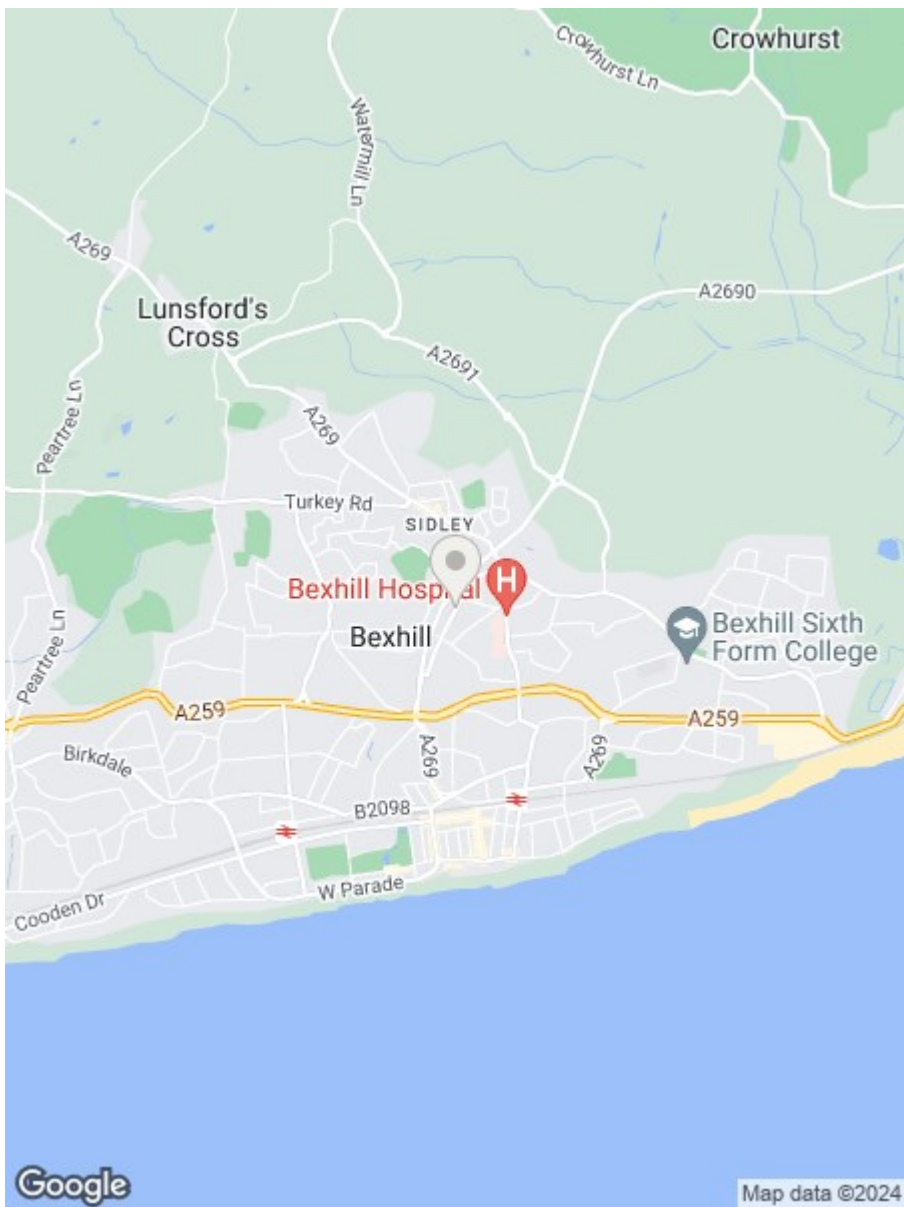 Crowhurst
Crowhurst Ln
Watermill Ln
A269
A2690
Lunsford's
Cross
A2691
Peartree Ln
A269
Turkey Rd
SIDLEY
Bexhill Hospital
H
Bexhill
Bexhill Sixth
Form College
Peartree Ln
A259
A259
A269
A269
Birkdale
B2098
W Parade
Cooden Dr
Google
Map data ©2024